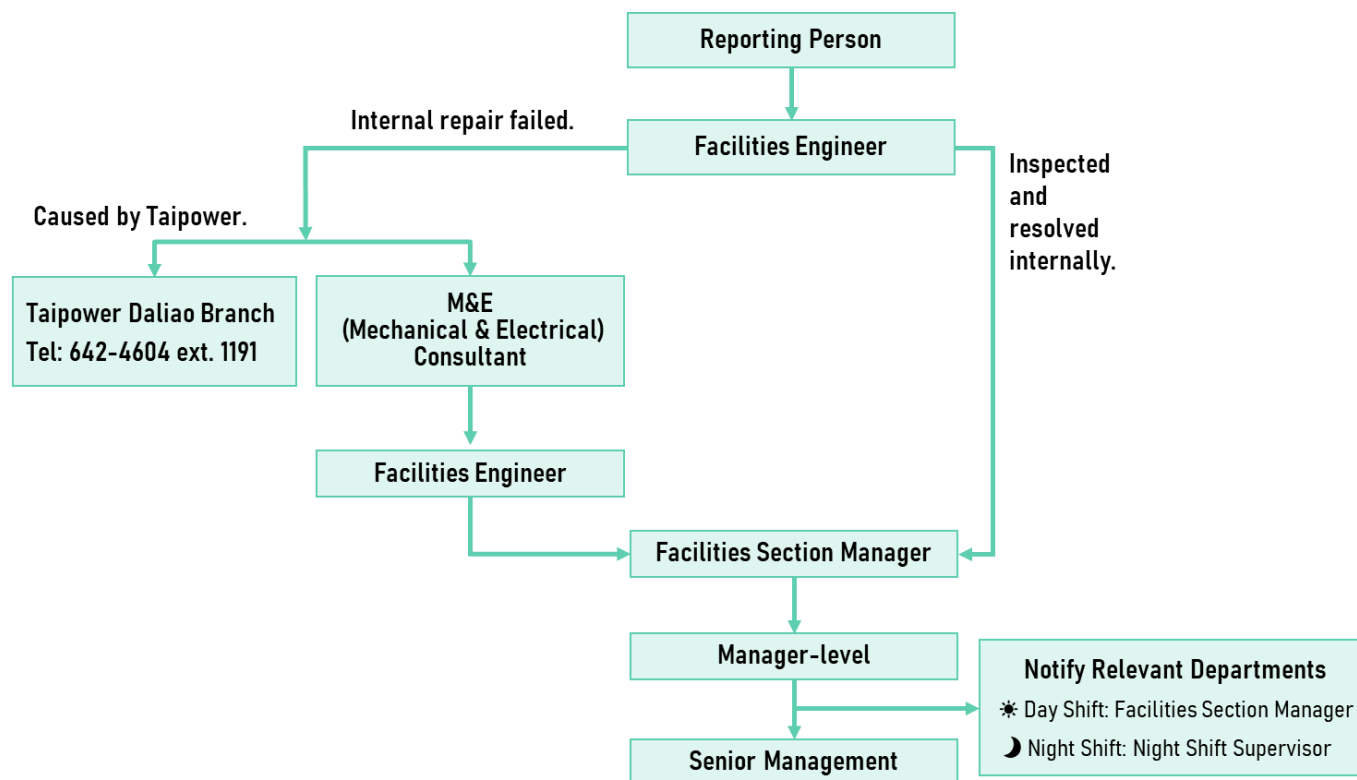 Reporting Person
Internal repair failed.
Facilities Engineer
Inspected
and
resolved
internally.
Caused by Taipower.
Taipower Daliao Branch
Tel: 642-4604 ext. 1191
M&E
(Mechanical & Electrical)
Consultant
Facilities Engineer
Facilities Section Manager
Manager-level
Notify Relevant Departments
Day Shift: Facilities Section Manager
Night Shift: Night Shift Supervisor
Senior Management